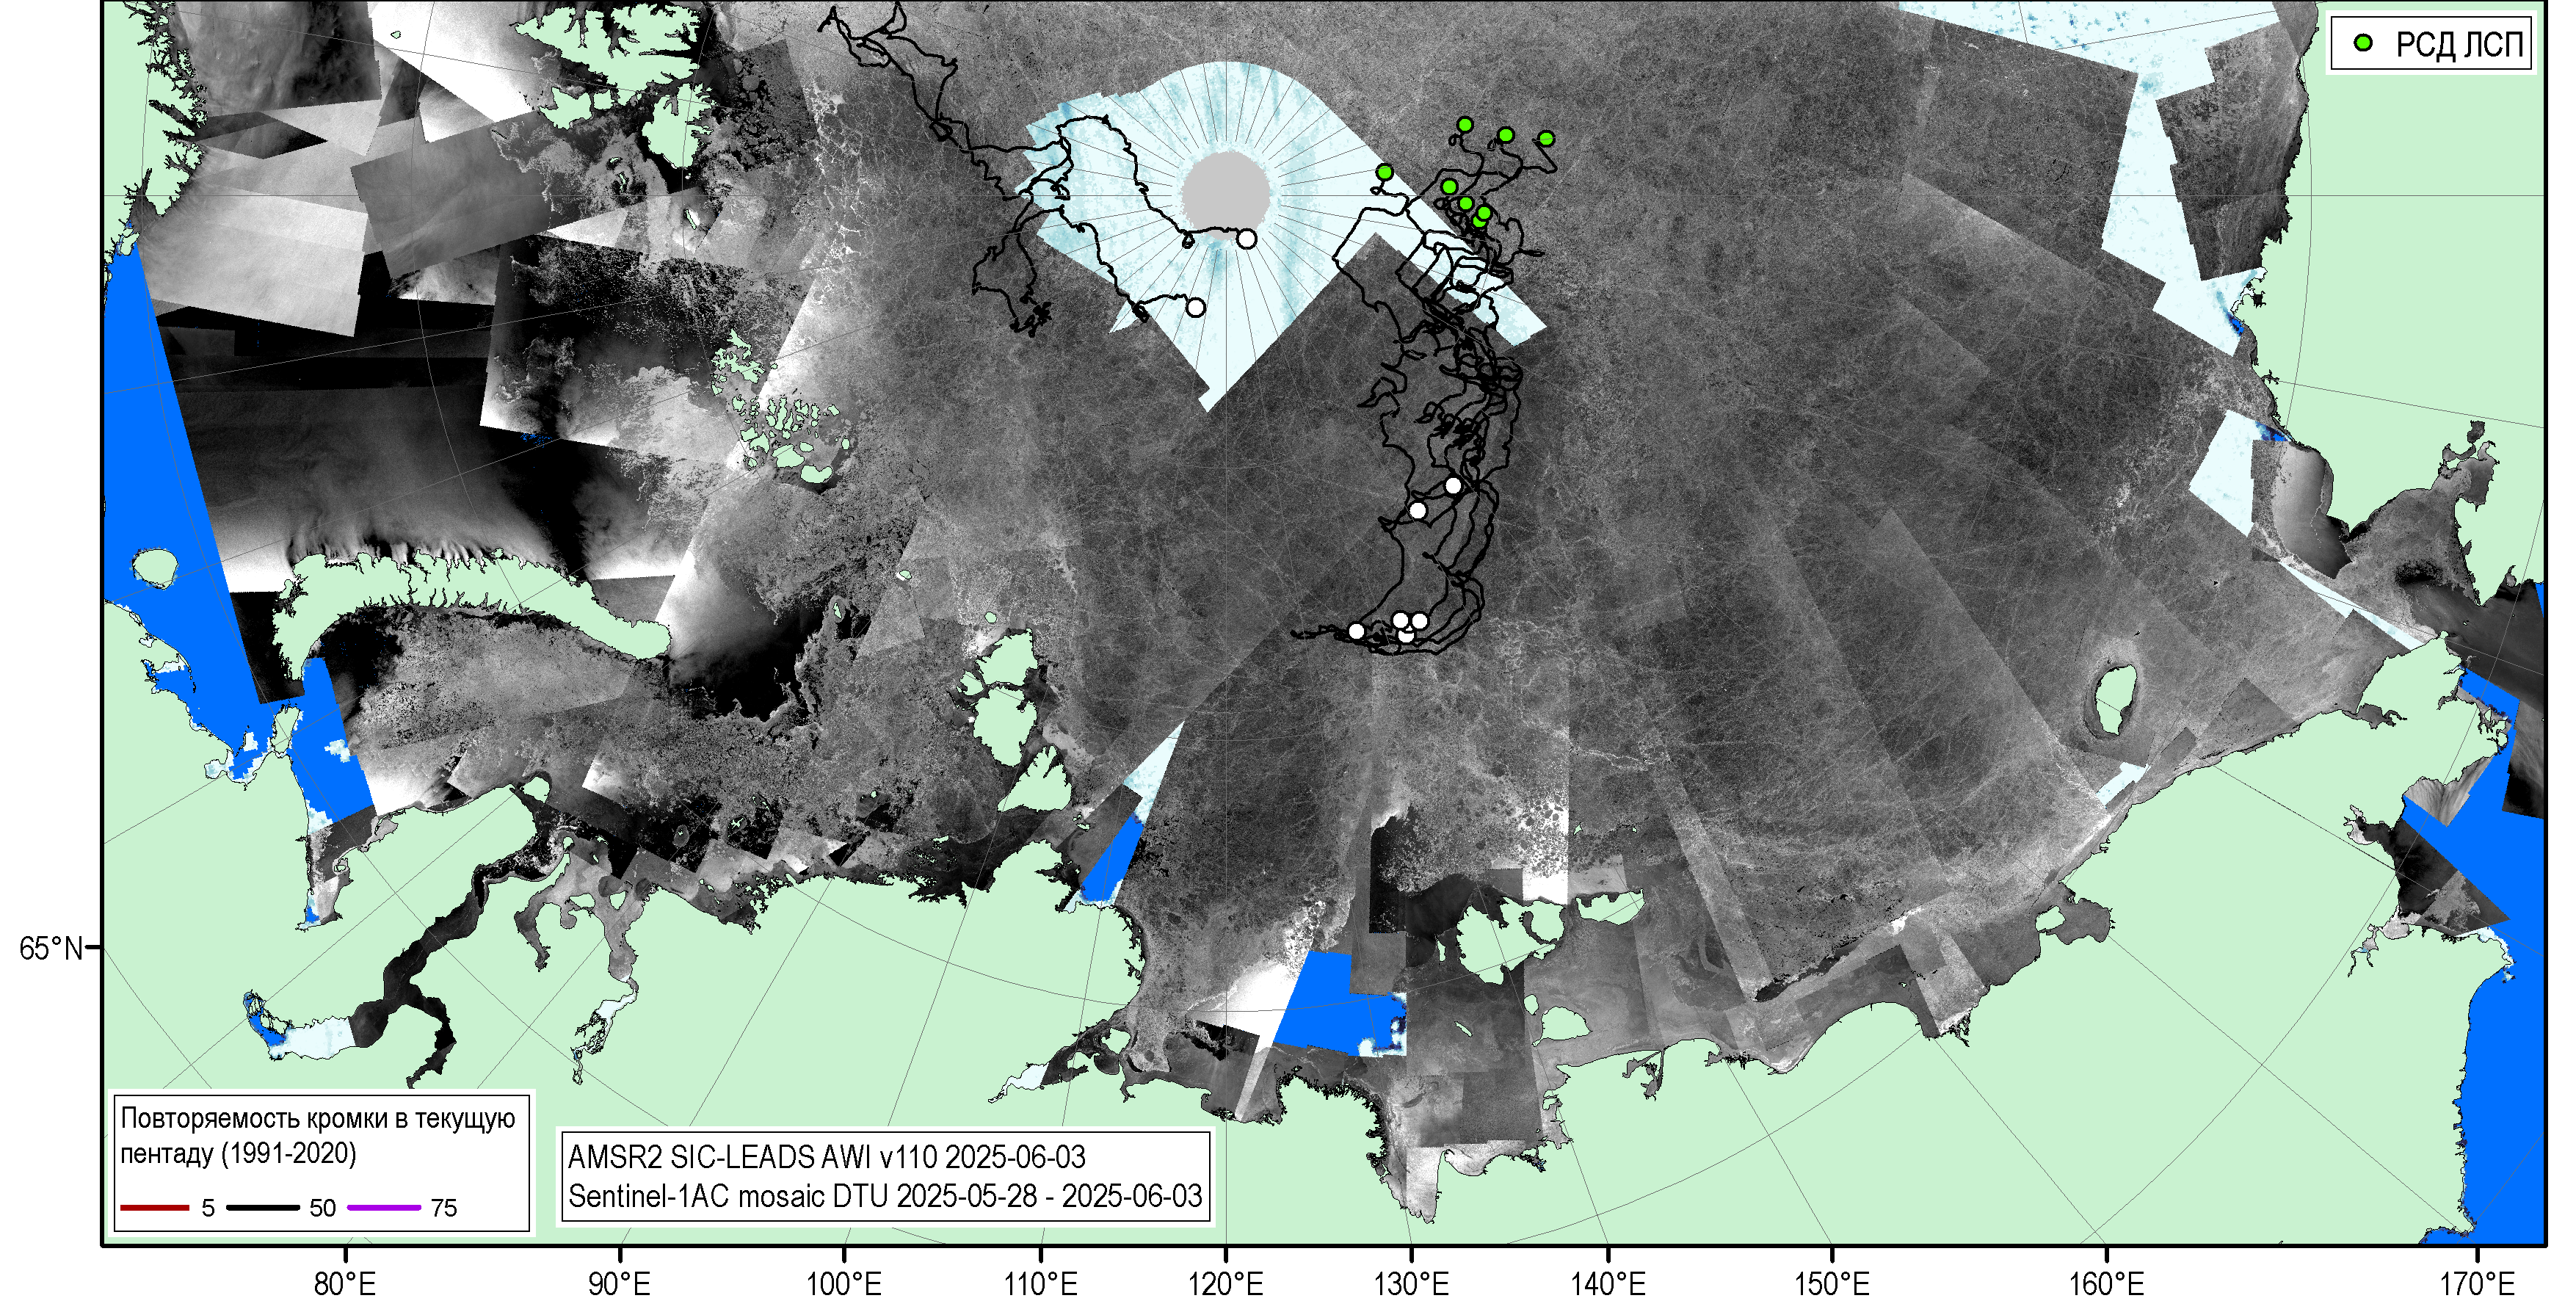 РСД ЛСП
65°N
Повторяемость кромки в текущую
пентаду (1991-2020)
5 50 75
AMSR2 SIC-LEADS AWI v110 2025-06-03
Sentinel-1AC mosaic DTU 2025-05-28 - 2025-06-03
80°E 90°E 100°E 110°E 120°E 130°E 140°E 150°E 160°E 170°E